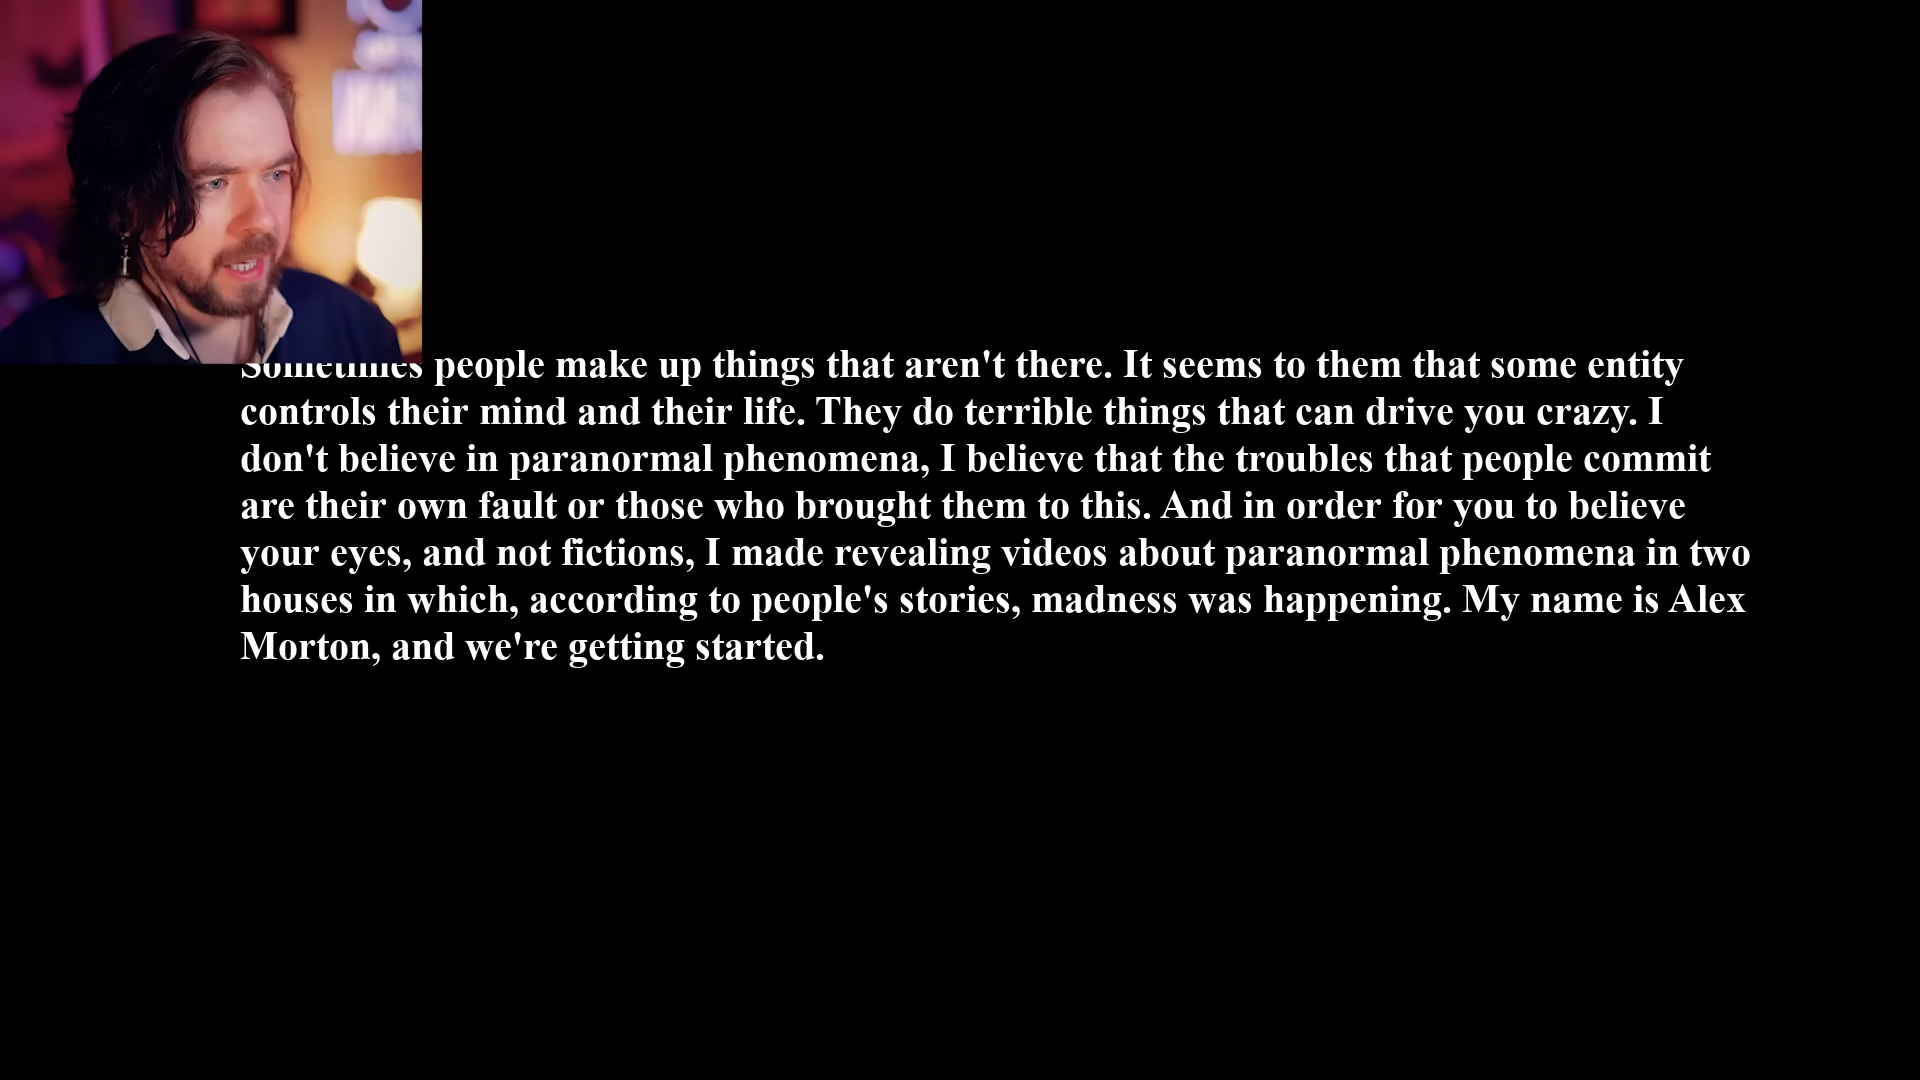 Sometimes people make up things that aren't there. It seems to them that some entity
controls their mind and their life. They do terrible things that can drive you crazy. I
don't believe in paranormal phenomena, I believe that the troubles that people commit
are their own fault or those who brought them to this. And in order for you to believe
your eyes, and not fictions, I made revealing videos about paranormal phenomena in two
houses in which, according to people's stories, madness was happening. My name is Alex
Morton, and we're getting started.